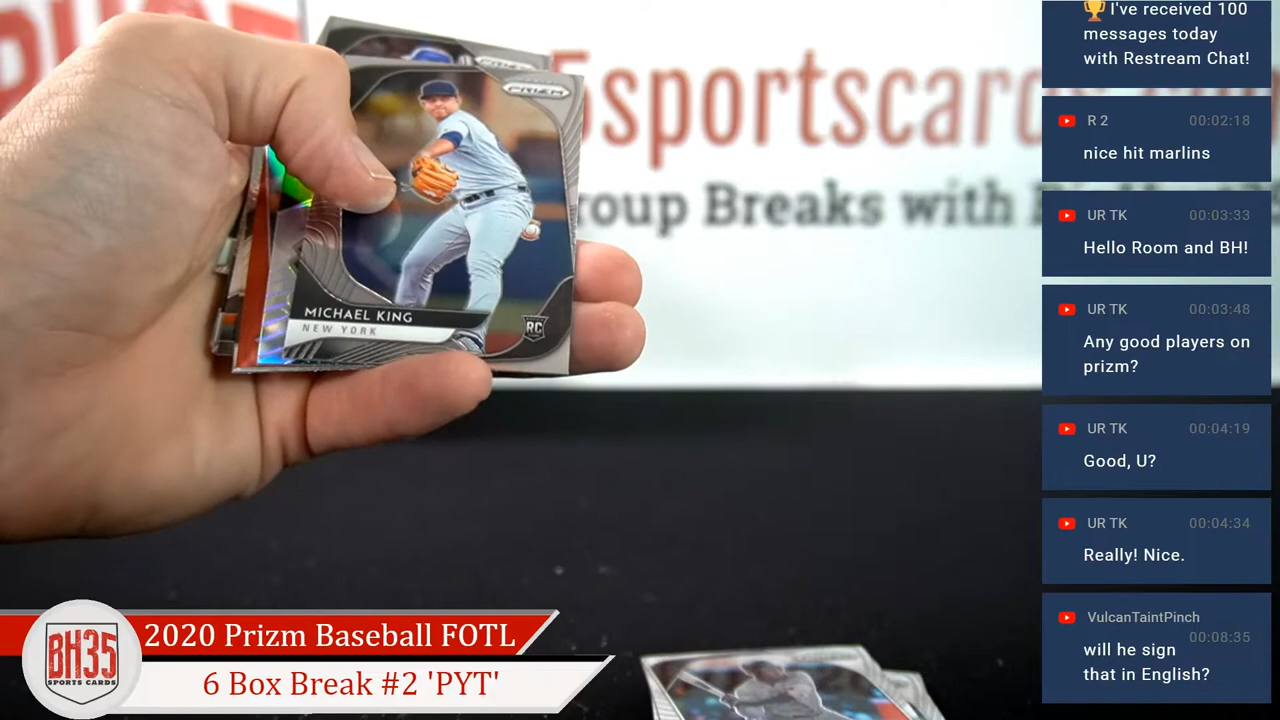 🏆 I've received 100
messages today
with Restream Chat!
R 2 00:02:18
nice hit marlins
UR TK 00:03:33
Hello Room and BH!
UR TK 00:03:48
Any good players on
prizm?
UR TK 00:04:19
Good, U?
UR TK 00:04:34
Really! Nice.
VulcanTaintPinch
00:08:35
will he sign
that in English?
5sportscards
roup Breaks with
PRIZM
MICHAEL KING
NEW YORK
RC
BH35
SPORTS CARDS
2020 Prizm Baseball FOTL
6 Box Break #2 'PYT'